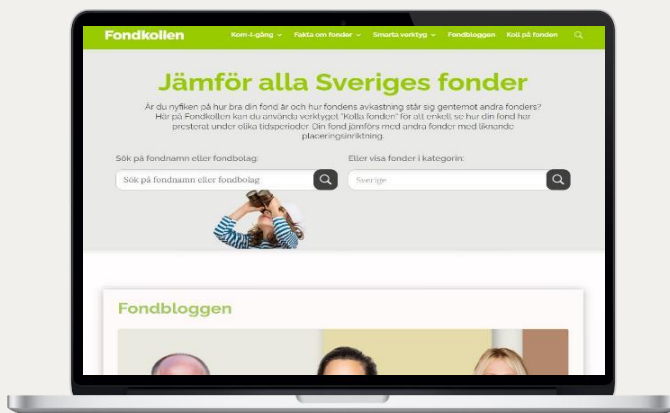 Fondkollen
Kom-i-gång Fakta om fonder Smarta verktyg Fondbloggen Koll på fonden
Jämför alla Sveriges fonder
Är du nyfiken på hur bra din fond är och hur fondens avkastning står sig gentemot andra fonders?
Här på Fondkollen kan du använda verktyget "Kolla fonden" för att enkelt se hur din fond har
presterat under olika tidsperioder. Din fond jämförs med andra fonder med liknande
placeringsinriktning.
Sök på fondnamn eller fondbolag: Eller visa fonder i kategorin:
Sök på fondnamn eller fondbolag Sverige
Fondbloggen